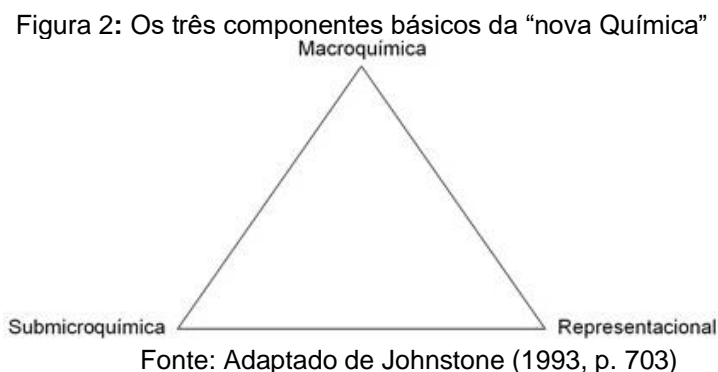 Figura 2: Os três componentes básicos da “nova Química”
Macroquímica
Submicroquímica
Representacional
Fonte: Adaptado de Johnstone (1993, p. 703)